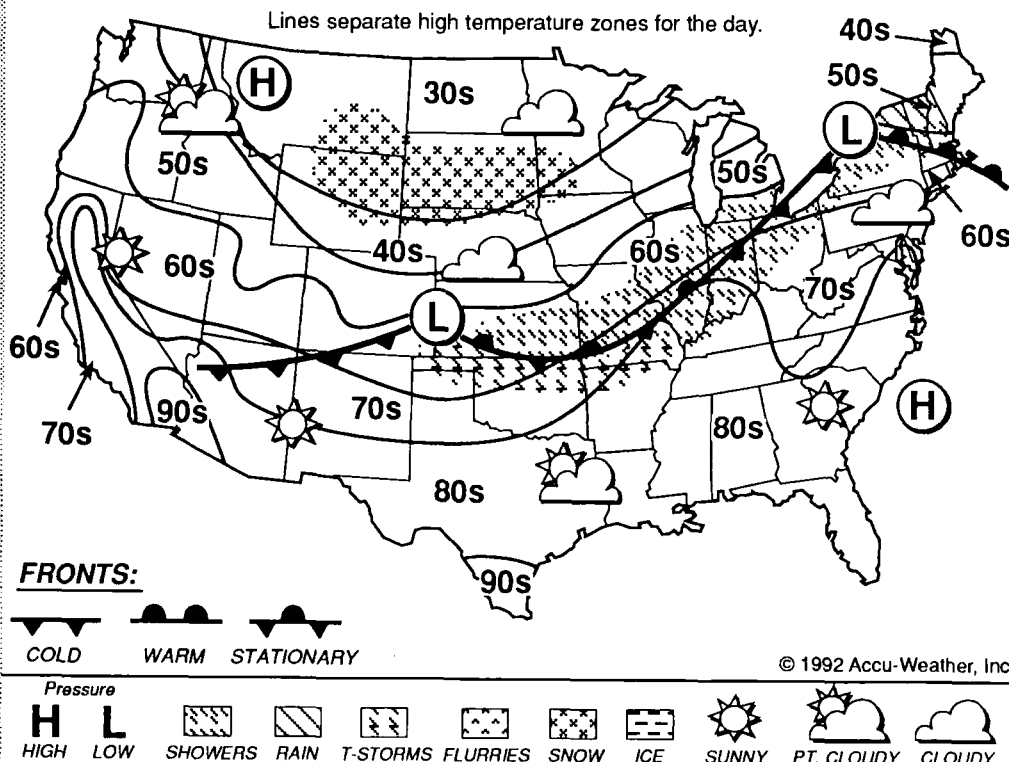 Lines separate high temperature zones for the day.
40s
H
30s
50s
L
50s
50s
60s
40s
60s
60s
70s
L
60s
90s
70s
H
70s
80s
80s
90s
FRONTS:
COLD WARM STATIONARY
© 1992 Accu-Weather, Inc
Pressure
H L
HIGH LOW SHOWERS RAIN T-STORMS FLURRIES SNOW ICE SUNNY PT. CLOUDY CLOUDY